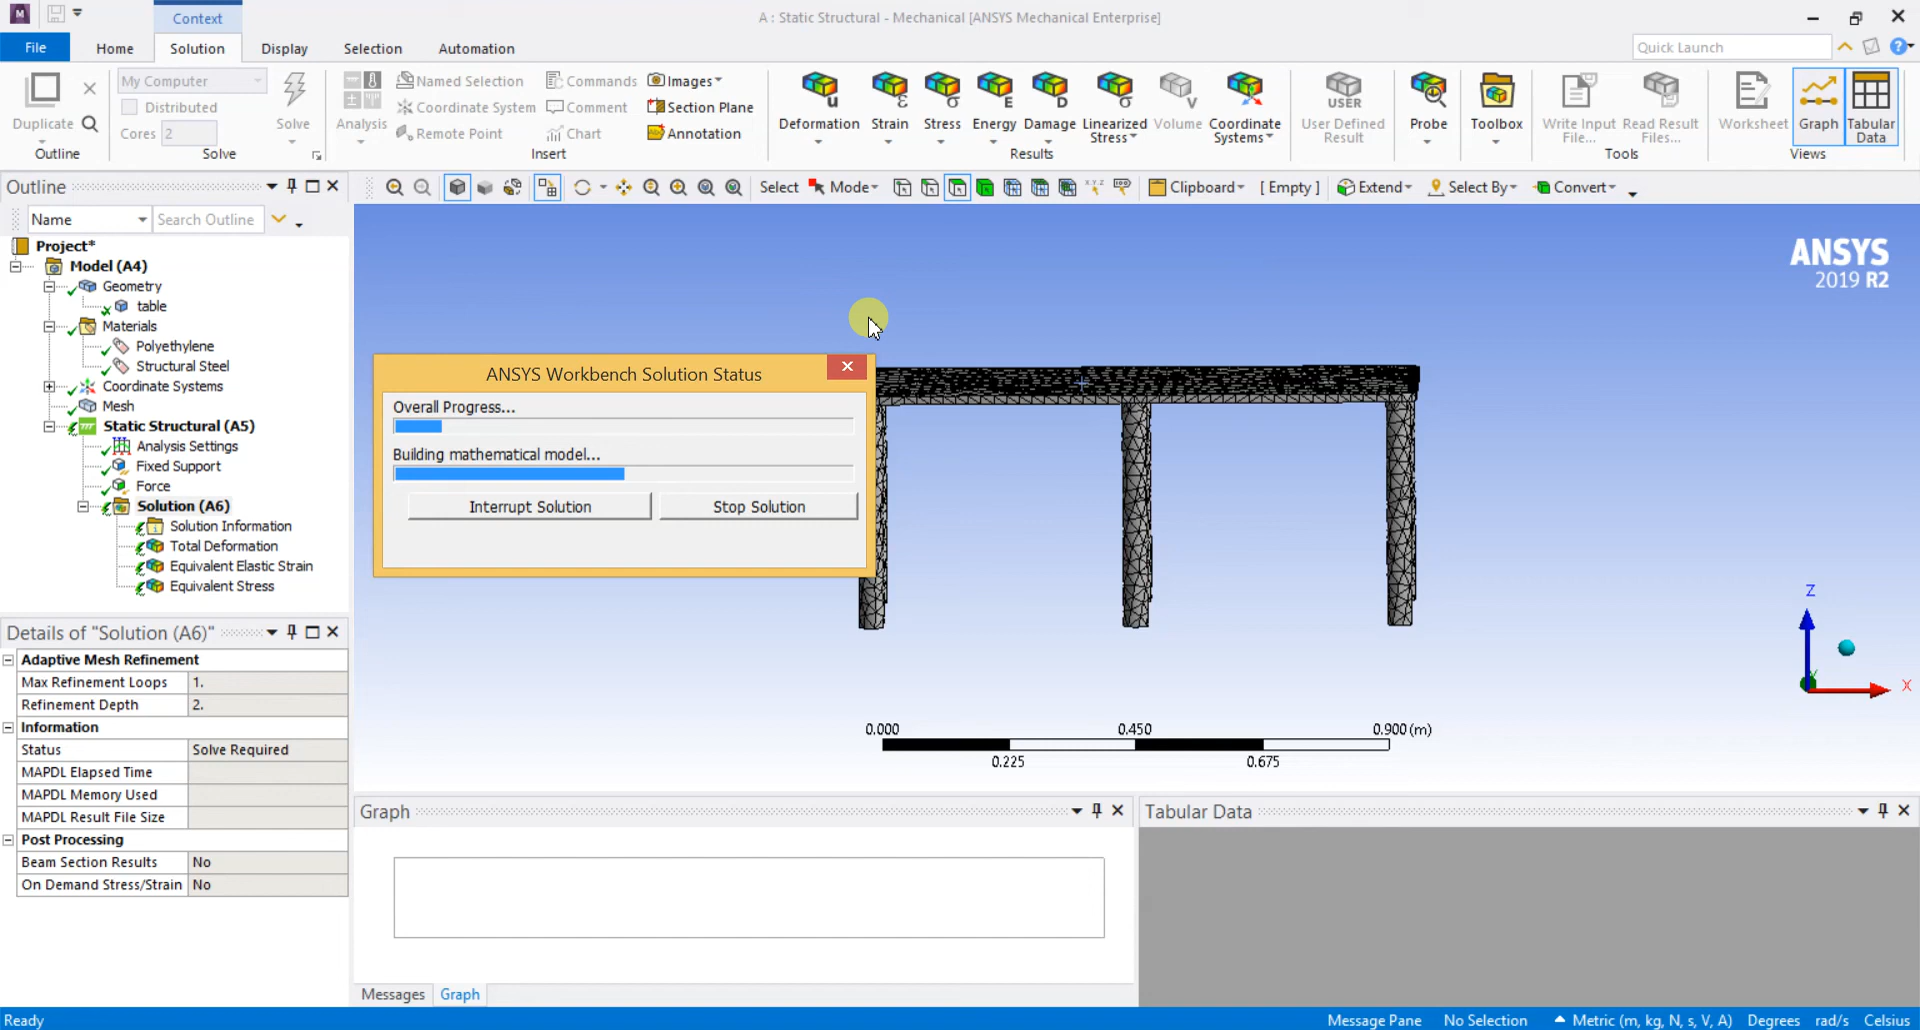 Context
A : Static Structural - Mechanical [ANSYS Mechanical Enterprise]
File
Home
Solution
Display
Selection
Automation
Quick Launch
Duplicate
Outline
My Computer
Distributed
Cores 2
Solve
Solve
Analysis
Named Selection
Coordinate System
Remote Point
Commands
Comment
Chart
Images
Section Plane
Annotation
Insert
Deformation
Strain
Stress
Energy
Damage
Linearized Stress
Volume
Coordinate Systems
Results
USER
User Defined Result
Probe
Toolbox
Write Input File...
Read Result Files...
Tools
Worksheet
Graph
Tabular Data
Views
Outline
Name
Search Outline
Select
Mode
Clipboard
[ Empty ]
Extend
Select By
Convert
Project*
Model (A4)
Geometry
table
Materials
Polyethylene
Structural Steel
Coordinate Systems
Mesh
Static Structural (A5)
Analysis Settings
Fixed Support
Force
Solution (A6)
Solution Information
Total Deformation
Equivalent Elastic Strain
Equivalent Stress
ANSYS
2019 R2
ANSYS Workbench Solution Status
Overall Progress...
Building mathematical model...
Interrupt Solution
Stop Solution
Z
X
0.000
0.450
0.900 (m)
0.225
0.675
Details of "Solution (A6)"
Adaptive Mesh Refinement
Max Refinement Loops 1.
Refinement Depth 2.
Information
Status Solve Required
MAPDL Elapsed Time
MAPDL Memory Used
MAPDL Result File Size
Post Processing
Beam Section Results No
On Demand Stress/Strain No
Graph
Tabular Data
Messages
Graph
Ready
Message Pane
No Selection
Metric (m, kg, N, s, V, A)
Degrees
rad/s
Celsius